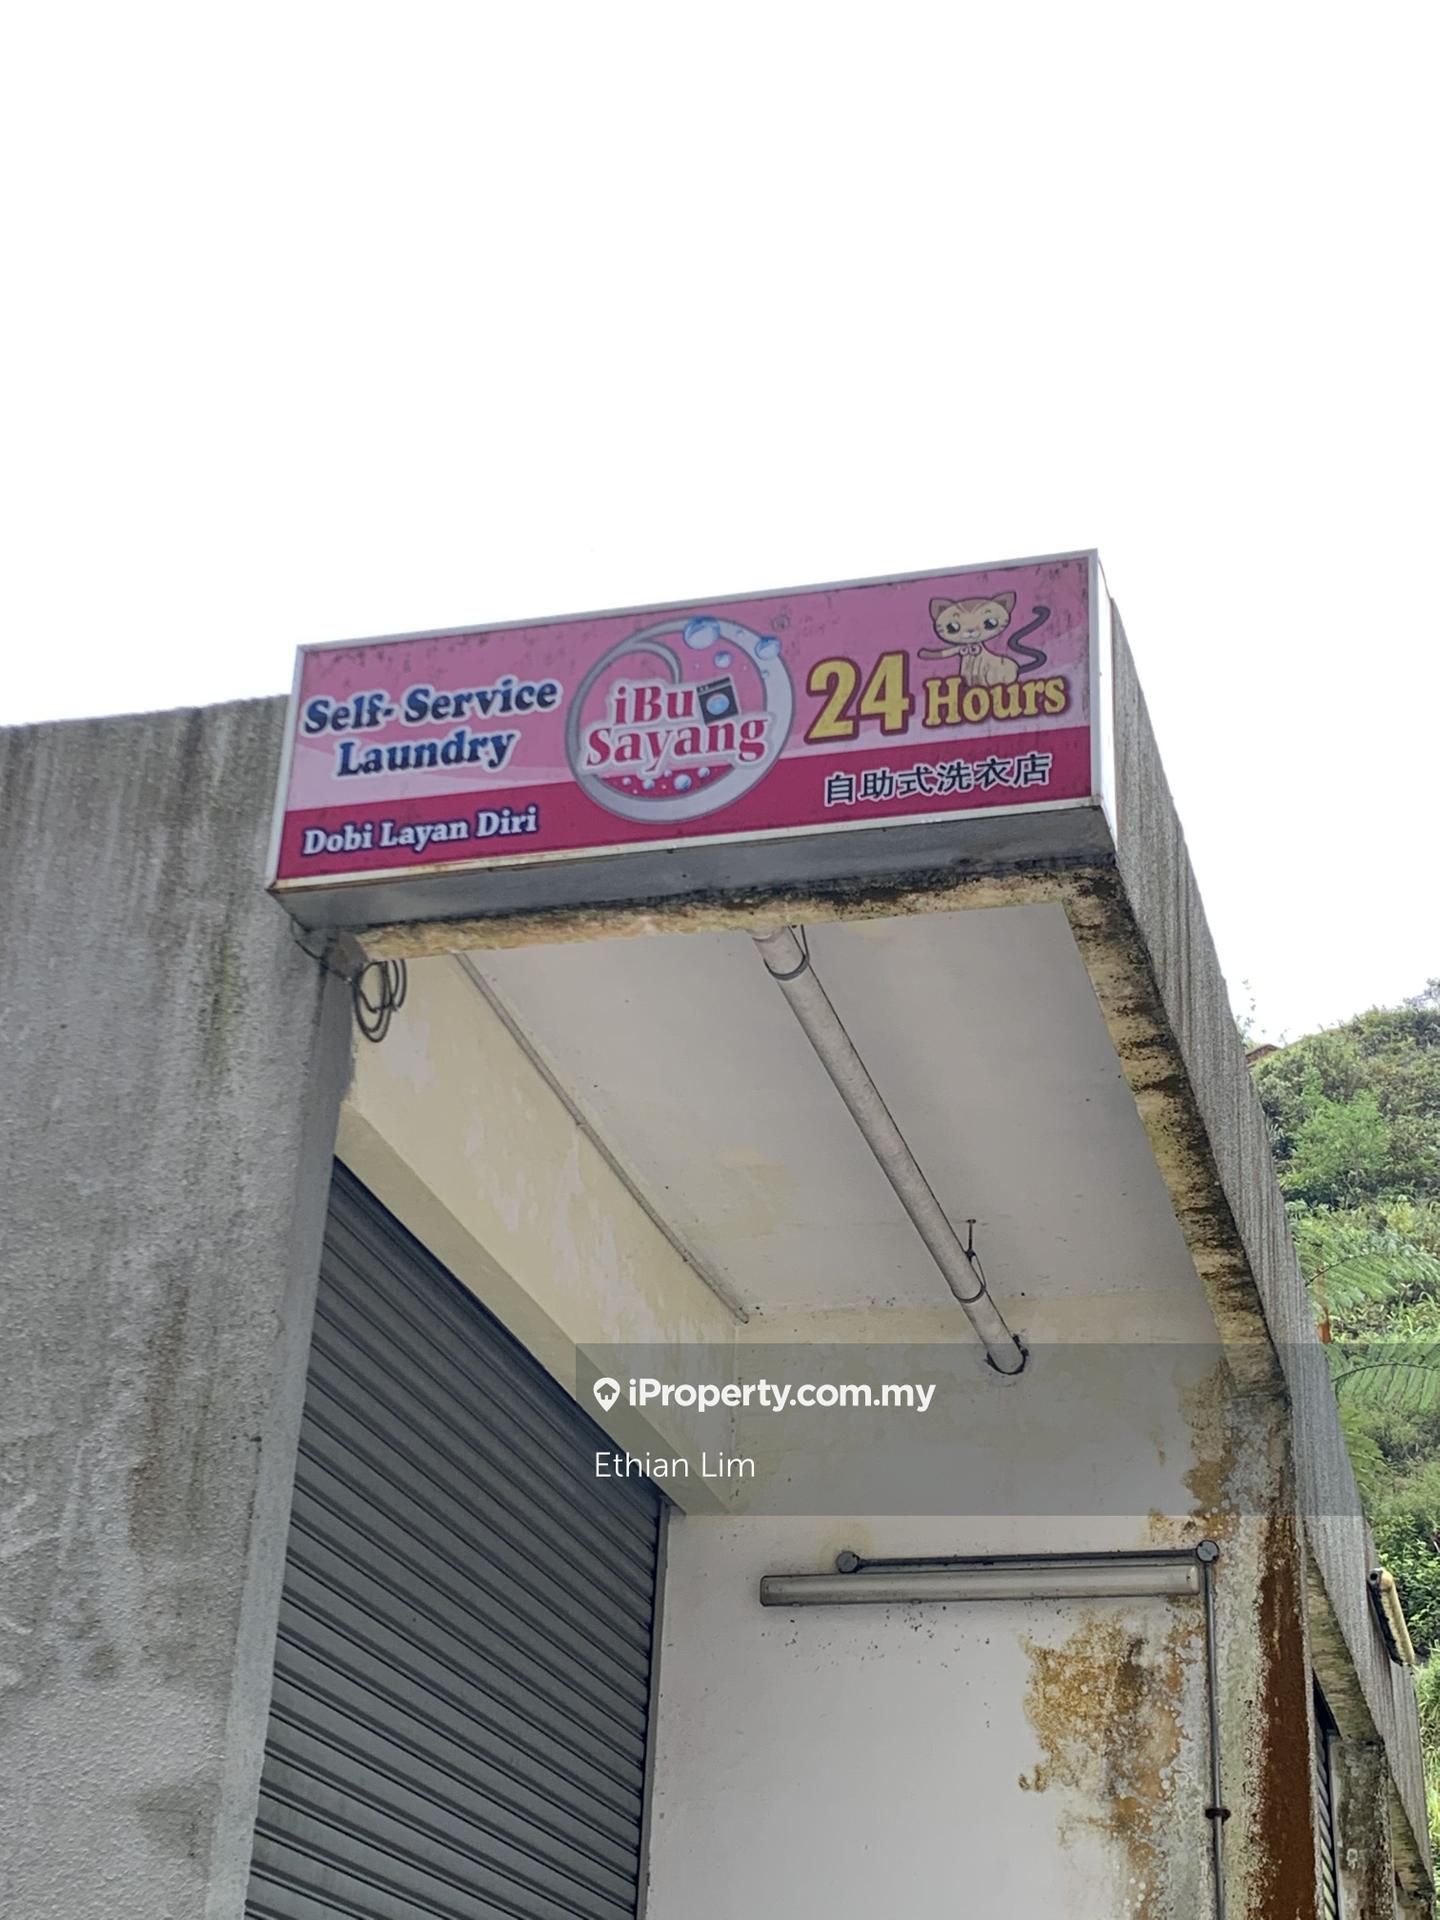 Self-Service
Laundry
Dobi Layan Diri
iBu
Sayang
24 Hours
自助式洗衣店
iProperty.com.my
Ethian Lim